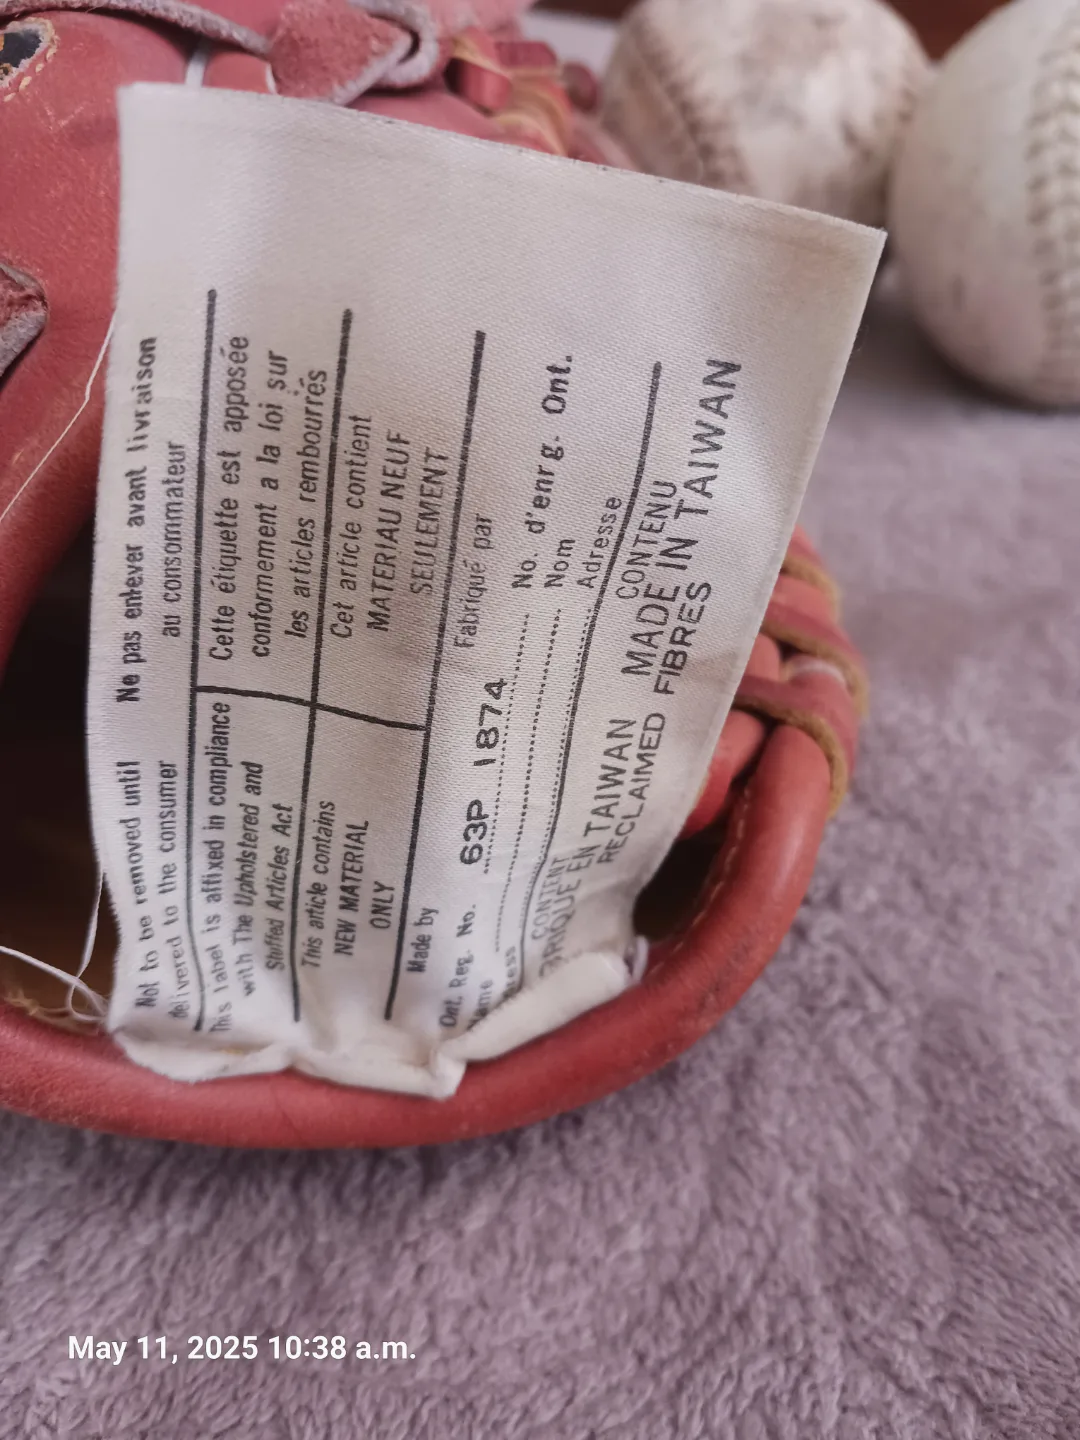 Not to be removed until
delivered to the consumer
Ne pas enlever avant livraison
au consommateur
This label is affixed in compliance
with The Upholstered and
Stuffed Articles Act
Cette étiquette est apposée
conformement a la loi sur
les articles rembourrés
This article contains
NEW MATERIAL
ONLY
Cet article contient
MATERIAU NEUF
SEULEMENT
Made by
Fabriqué par
Ont. Reg. No. 63P 1874 No. d'enrg. Ont.
Name Nom
Adresse
CONTENT CONTENU
EN TAIWAN MADE IN TAIWAN
RECLAIMED FIBRES
May 11, 2025 10:38 a.m.